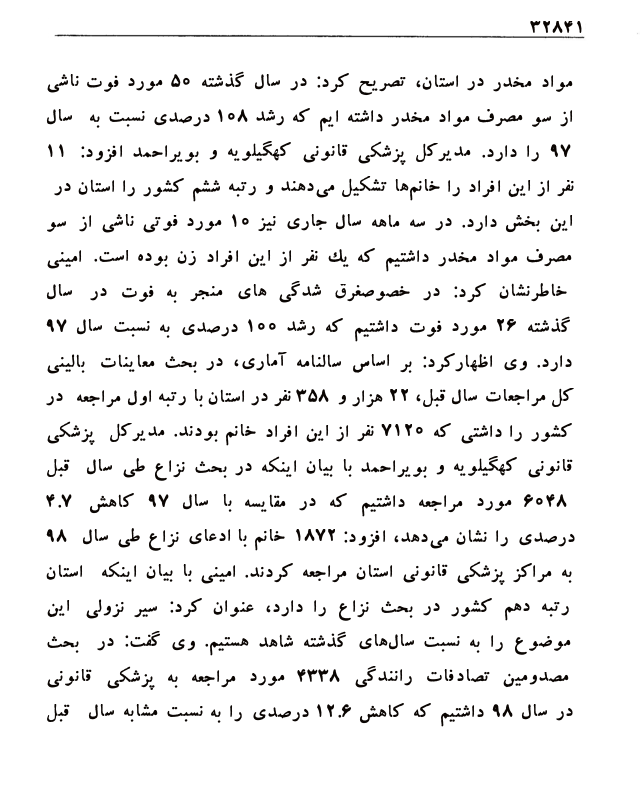 ۳۲۸۴۱
مواد مخدر در استان، تصریح کرد: در سال گذشته ۵۰ مورد فوت ناشی
از سو مصرف مواد مخدر داشته ایم که رشد ۱۰۸ درصدی نسبت به سال
۹۷ را دارد. مدیرکل پزشکی قانونی کهگیلویه و بویراحمد افزود: ۱۱
نفر از این افراد را خانم‌ها تشکیل می‌دهند و رتبه ششم کشور را استان در
این بخش دارد. در سه ماهه سال جاری نیز ۱۰ مورد فوتی ناشی از سو
مصرف مواد مخدر داشتیم که یك نفر از این افراد زن بوده است. امینی
خاطرنشان کرد: در خصوصغرق شدگی های منجر به فوت در سال
گذشته ۲۶ مورد فوت داشتیم که رشد ۱۰۰ درصدی به نسبت سال ۹۷
دارد. وی اظهارکرد: بر اساس سالنامه آماری، در بحث معاینات بالینی
کل مراجعات سال قبل، ۲۲ هزار و ۳۵۸ نفر در استان با رتبه اول مراجعه در
کشور را داشتی که ۷۱۲۰ نفر از این افراد خانم بودند. مدیرکل پزشکی
قانونی کهگیلویه و بویراحمد با بیان اینکه در بحث نزاع طی سال قبل
۶۰۴۸ مورد مراجعه داشتیم که در مقایسه با سال ۹۷ کاهش ۴.۷
درصدی را نشان می‌دهد، افزود: ۱۸۷۲ خانم با ادعای نزاع طی سال ۹۸
به مراکز پزشکی قانونی استان مراجعه کردند. امینی با بیان اینکه استان
رتبه دهم کشور در بحث نزاع را دارد، عنوان کرد: سیر نزولی این
موضوع را به نسبت سال‌های گذشته شاهد هستیم. وی گفت: در بحث
مصدومین تصادفات رانندگی ۴۳۳۸ مورد مراجعه به پزشکی قانونی
در سال ۹۸ داشتیم که کاهش ۱۲.۶ درصدی را به نسبت مشابه سال قبل